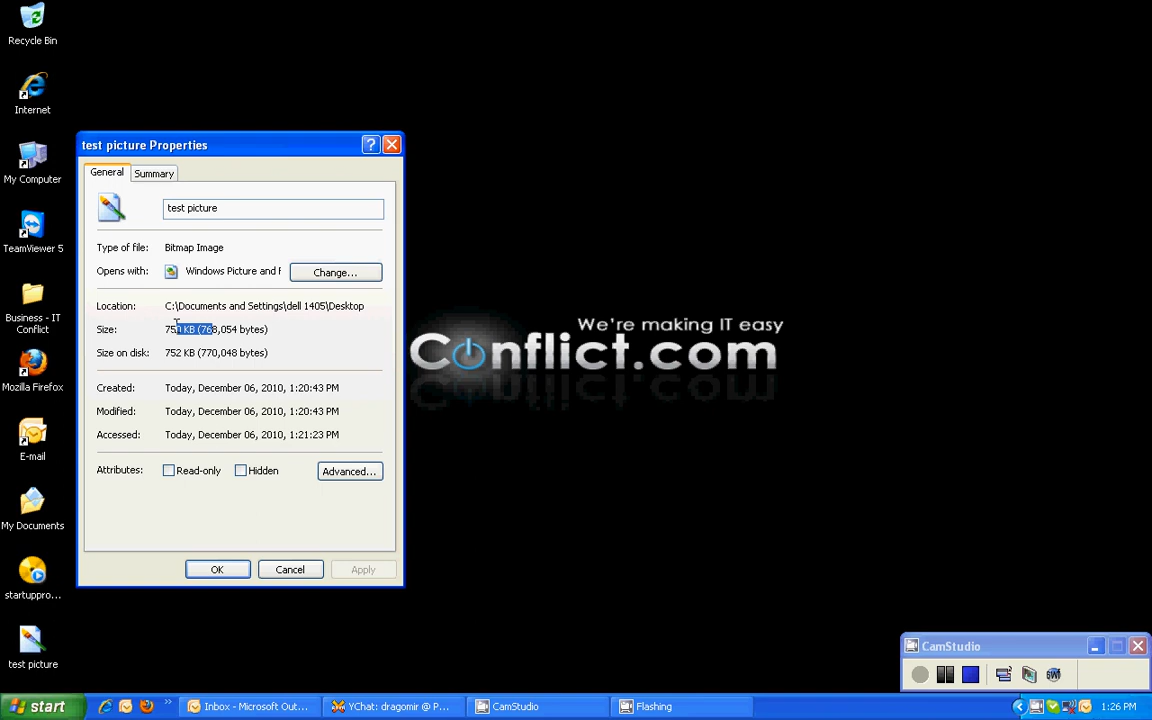 Recycle Bin
Internet
My Computer
TeamViewer 5
Business - IT
Conflict
Mozilla Firefox
E-mail
My Documents
startuppro...
test picture
test picture Properties
General
Summary
test picture
Type of file: Bitmap Image
Opens with: Windows Picture and F
Change...
Location: C:\Documents and Settings\dell 1405\Desktop
Size: 750 KB (768,054 bytes)
Size on disk: 752 KB (770,048 bytes)
Created: Today, December 06, 2010, 1:20:43 PM
Modified: Today, December 06, 2010, 1:20:43 PM
Accessed: Today, December 06, 2010, 1:21:23 PM
Attributes: Read-only Hidden Advanced...
OK Cancel Apply
We're making IT easy
Conflict.com
CamStudio
SWF
start
Inbox - Microsoft Out...
YChat: dragomir @ P...
CamStudio
Flashing
1:26 PM